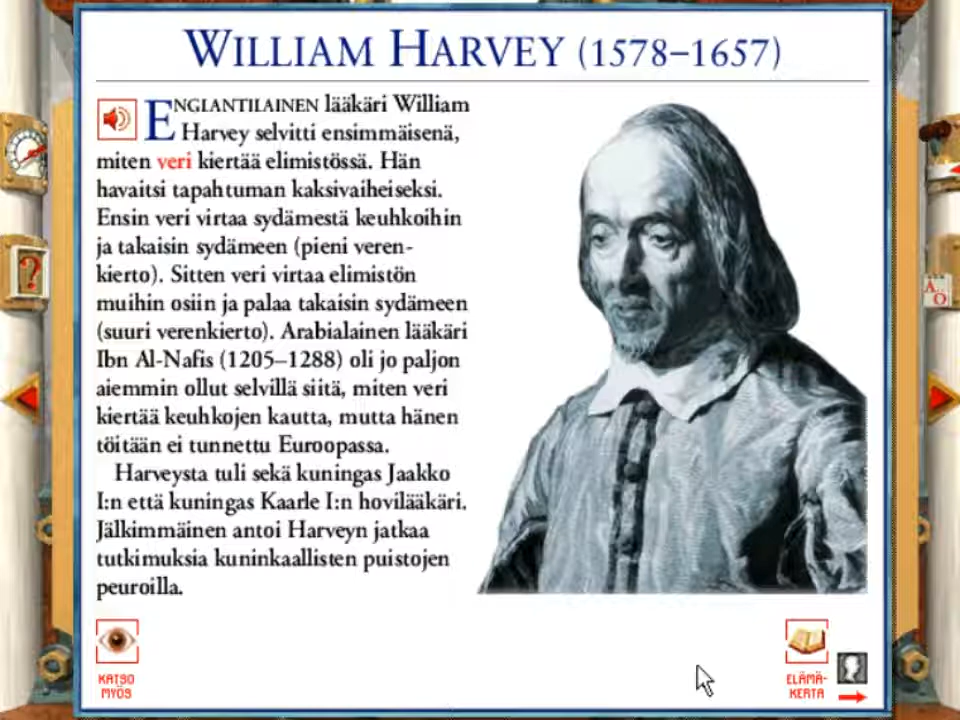 WILLIAM HARVEY (1578–1657)
ENGLANTILAINEN lääkäri William
Harvey selvitti ensimmäisenä,
miten veri kiertää elimistössä. Hän
havaitsi tapahtuman kaksivaiheiseksi.
Ensin veri virtaa sydämestä keuhkoihin
ja takaisin sydämeen (pieni veren-
kierto). Sitten veri virtaa elimistön
muihin osiin ja palaa takaisin sydämeen
(suuri verenkierto). Arabialainen lääkäri
Ibn Al-Nafis (1205–1288) oli jo paljon
aiemmin ollut selvillä siitä, miten veri
kiertää keuhkojen kautta, mutta hänen
töitään ei tunnettu Euroopassa.
Harveysta tuli sekä kuningas Jaakko
I:n että kuningas Kaarle I:n hovilääkäri.
Jälkimmäinen antoi Harveyn jatkaa
tutkimuksia kuninkaallisten puistojen
peuroilla.
KATSO
MYÖS
ELÄMÄ-
KERTA
?
A..
O